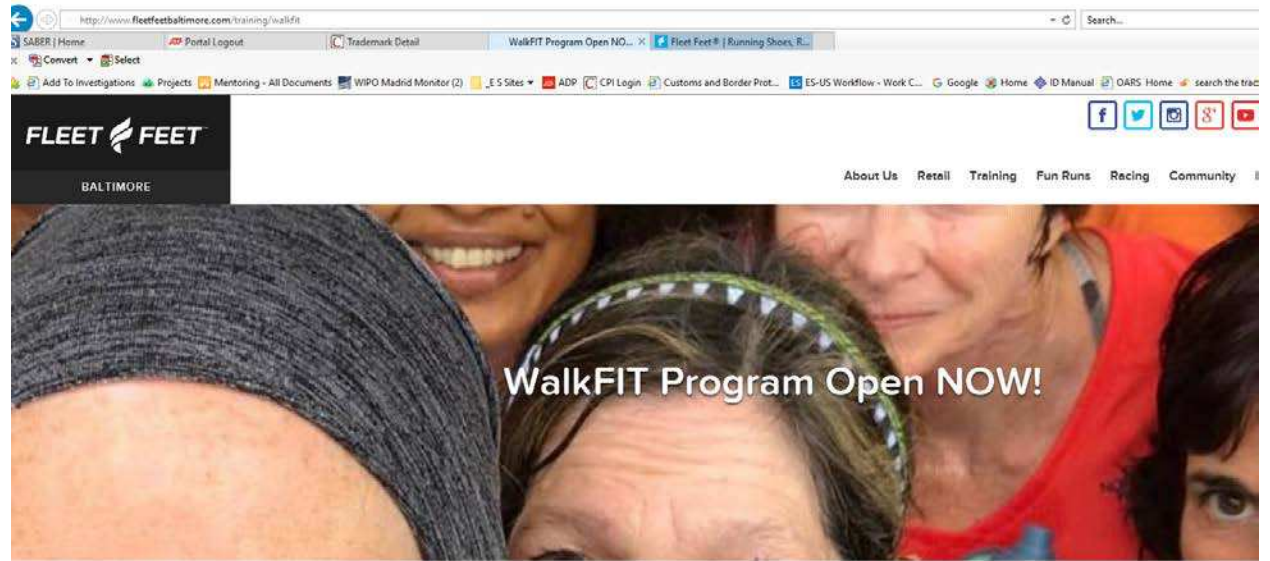 http://www.fleetfeetbaltimore.com/training/walkfit
Search...
SABER | Home
Portal Logout
Trademark Detail
WalkFIT Program Open NO...
Fleet Feet® | Running Shoes, R...
x Convert Select
Add To Investigations Projects Mentoring - All Documents WIPO Madrid Monitor (2) _E S Sites ADP CPI Login Customs and Border Prot... ES-US Workflow - Work C... Google Home ID Manual OARS Home search the trac
FLEET FEET
BALTIMORE
About Us Retail Training Fun Runs Racing Community
WalkFIT Program Open NOW!